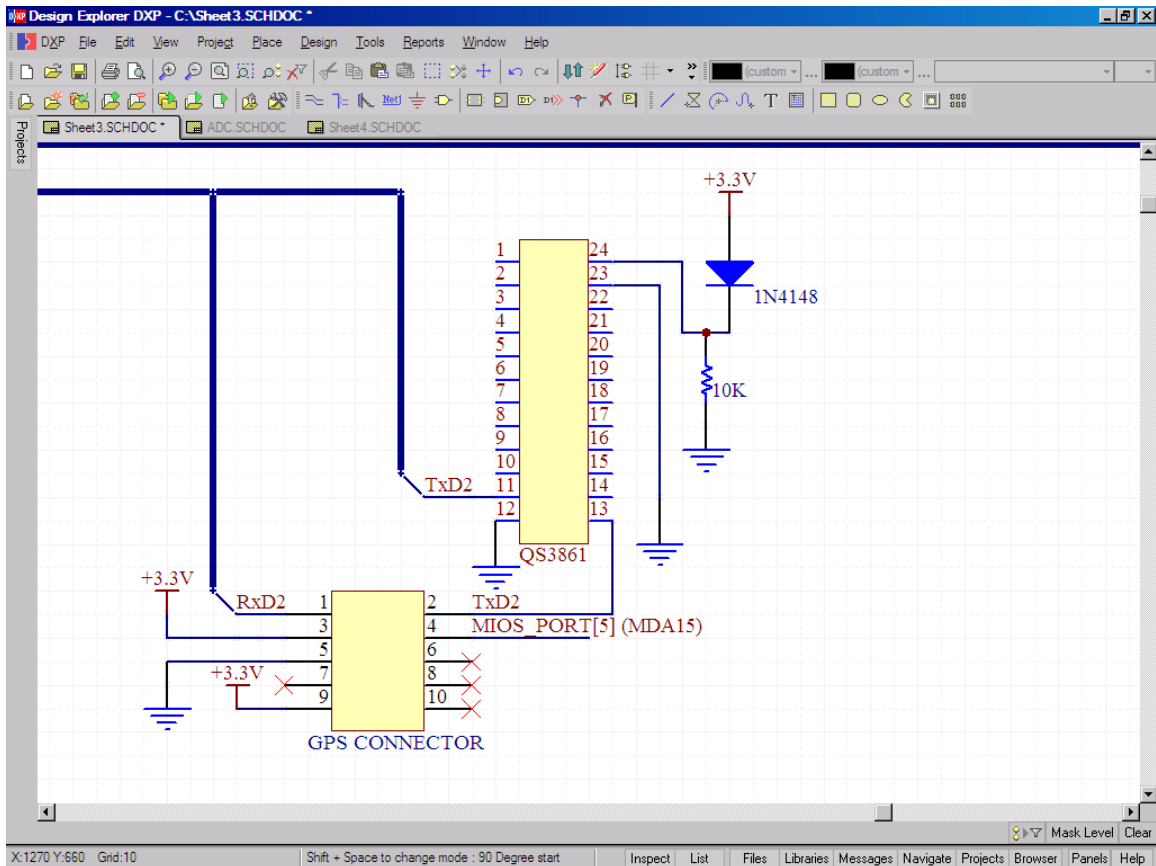 DXP Design Explorer DXP - C:\Sheet3.SCHDOC *
DXP File Edit View Project Place Design Tools Reports Window Help
(custom ... (custom ...
Net1 D1 D1 T P
Projects Sheet3.SCHDOC * ADC.SCHDOC Sheet4.SCHDOC
+3.3V
1 24
2 23
3 22
1N4148
4 21
5 20
6 19
7 18
10K
8 17
9 16
10 15
TxD2 11 14
12 13
QS3861
+3.3V
RxD2 1 2 TxD2
3 4 MIOS_PORT[5] (MDA15)
5 6
+3.3V 7 8
9 10
GPS CONNECTOR
Mask Level Clear
X:1270 Y:660 Grid:10 Shift + Space to change mode : 90 Degree start Inspect List Files Libraries Messages Navigate Projects Browser Panels Help